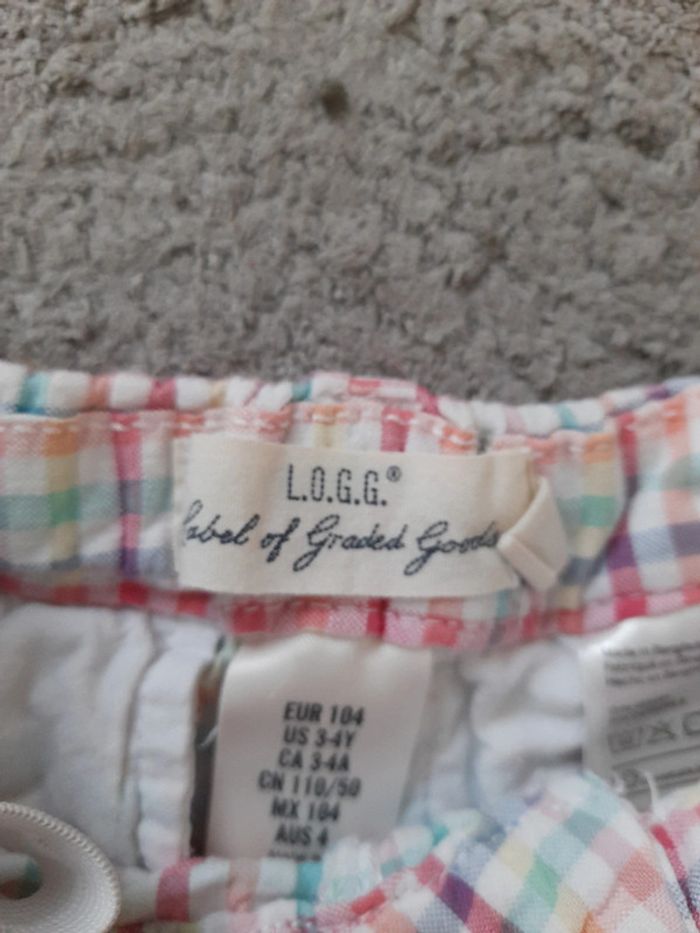 L.O.G.G.®
Label of Graded Goods
EUR 104
US 3-4Y
CA 3-4A
CN 110/50
MX 104
AUS 4